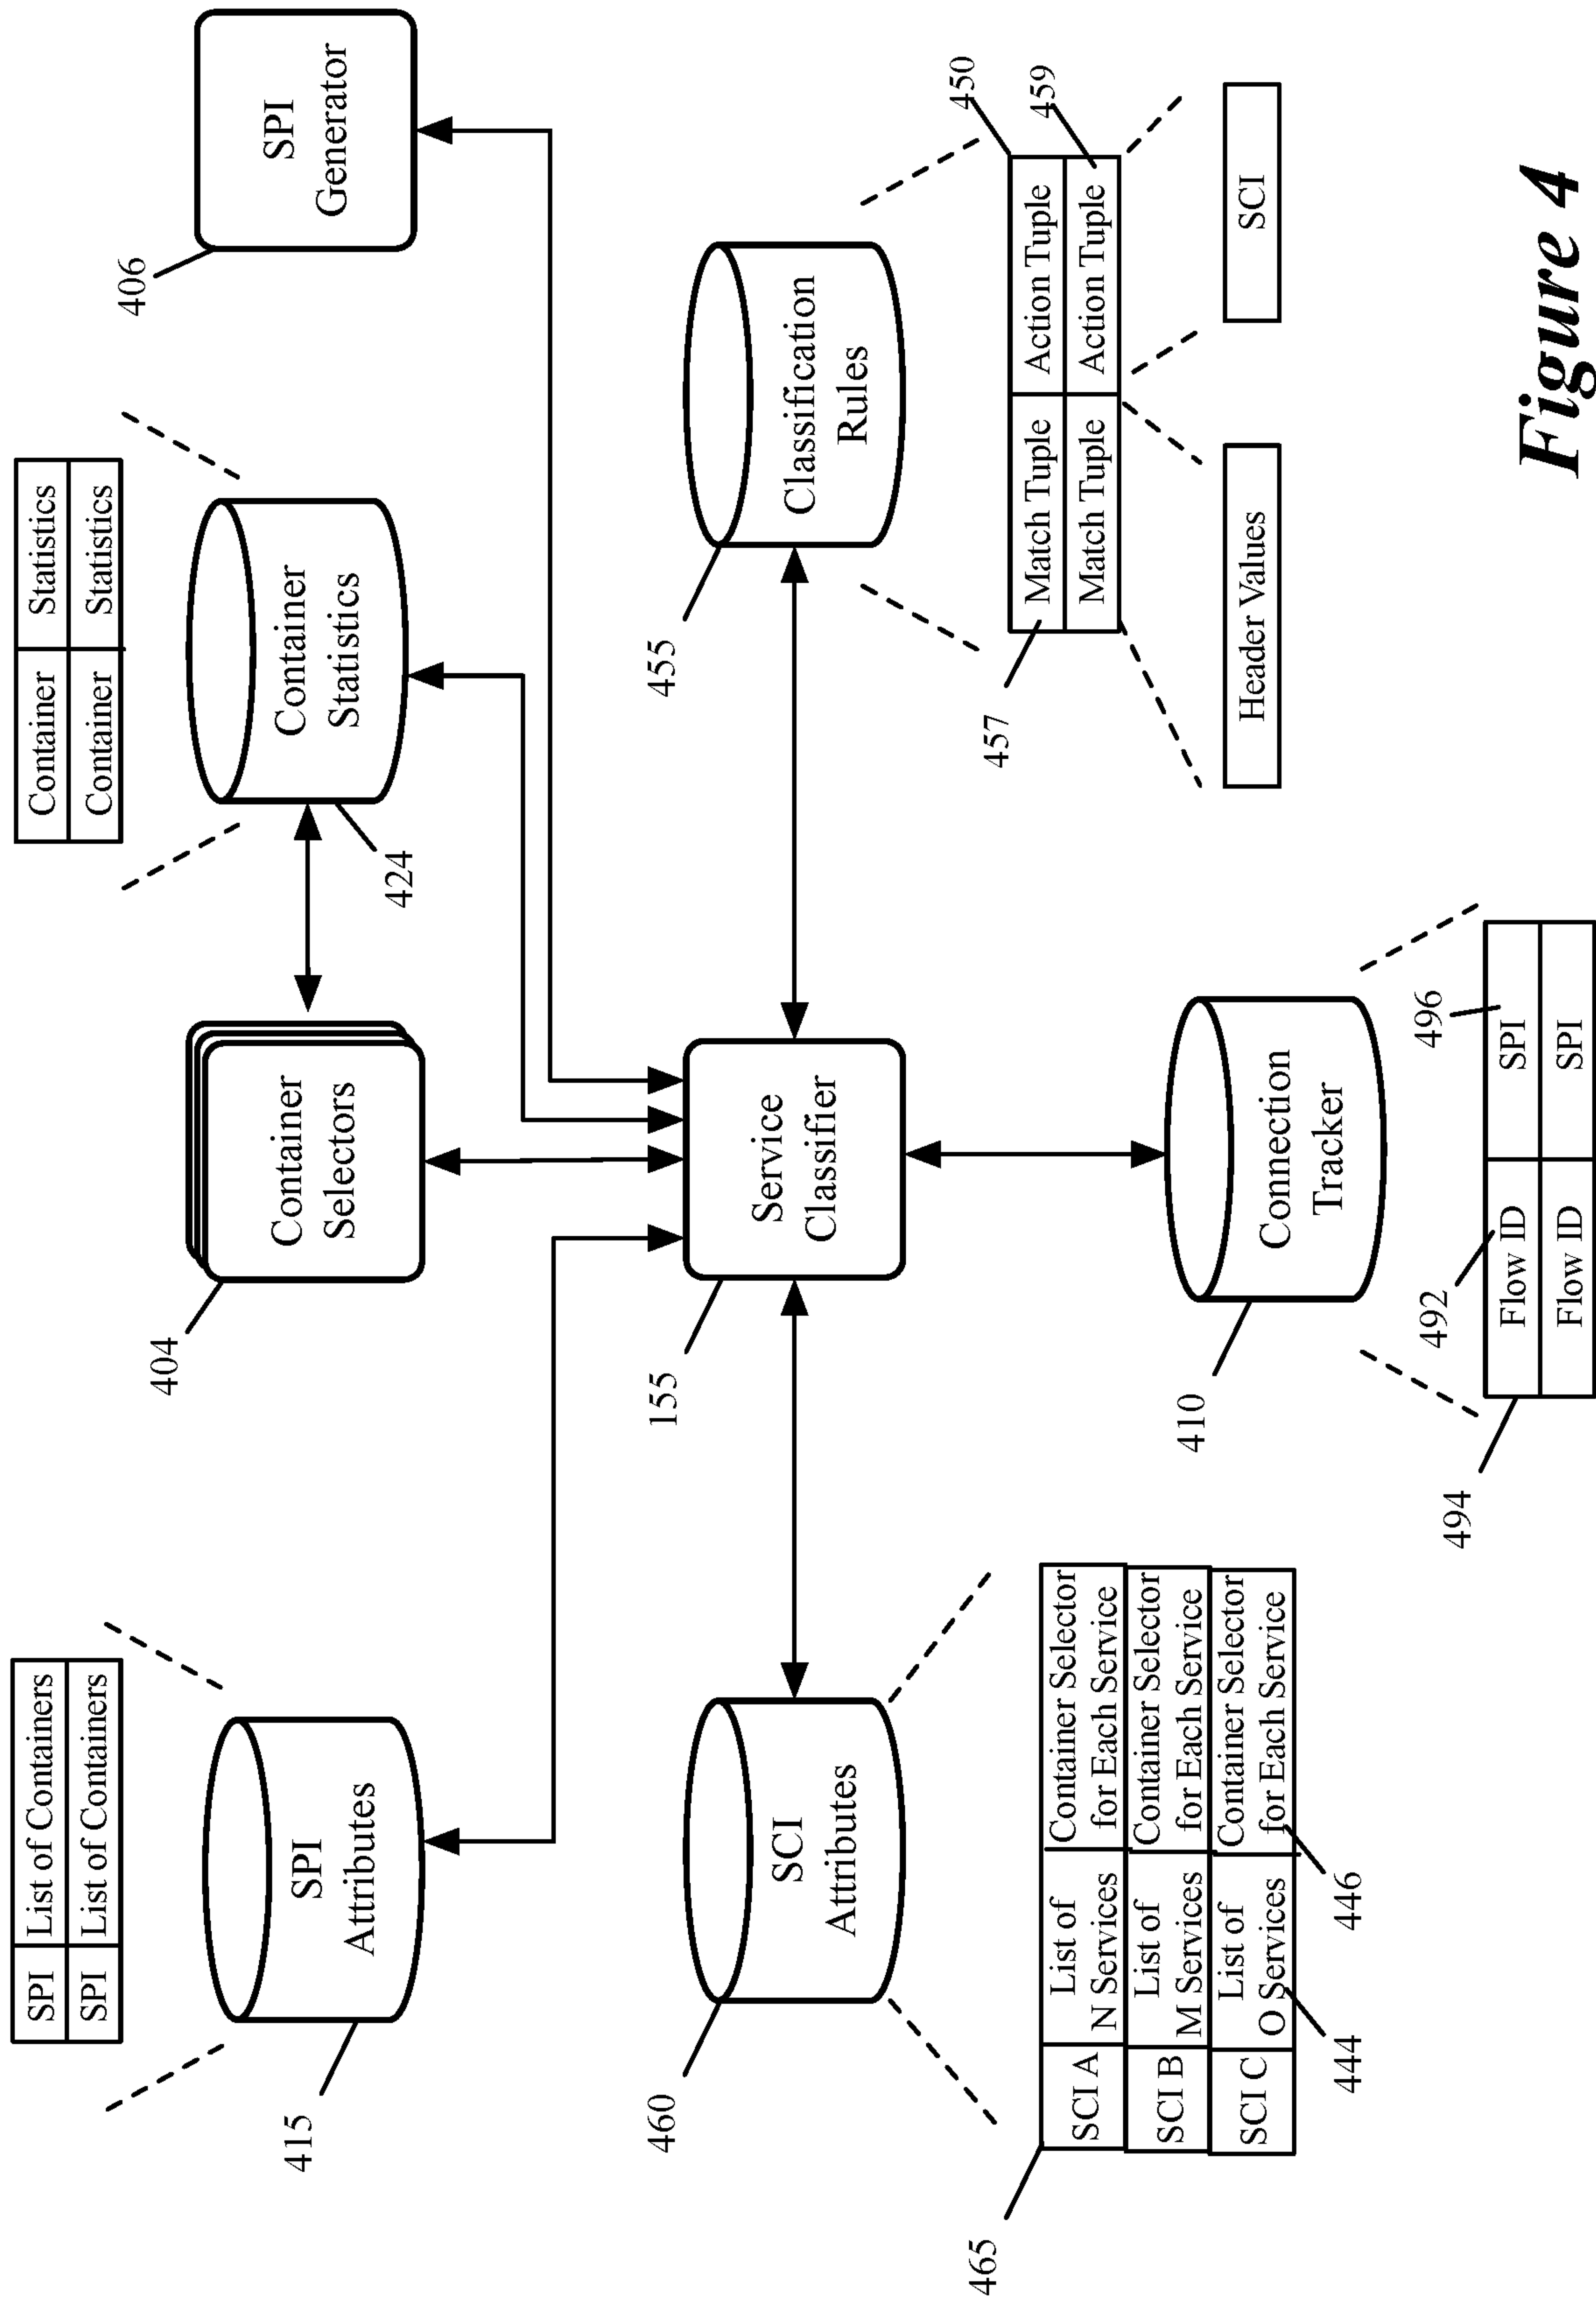 SPI
List of Containers
SPI
List of Containers
SPI
Attributes
415
Container
Selectors
404
Container
Statistics
Container
Statistics
Container
Statistics
424
SPI
Generator
406
SCI
Attributes
460
Service
Classifier
155
Classification
Rules
455
465
SCI A
List of
N Services
Container Selector
for Each Service
SCI B
List of
M Services
Container Selector
for Each Service
SCI C
List of
O Services
Container Selector
for Each Service
444
446
Connection
Tracker
410
492
496
494
Flow ID
SPI
Flow ID
SPI
457
450
459
Match Tuple
Action Tuple
Match Tuple
Action Tuple
Header Values
SCI
Figure 4